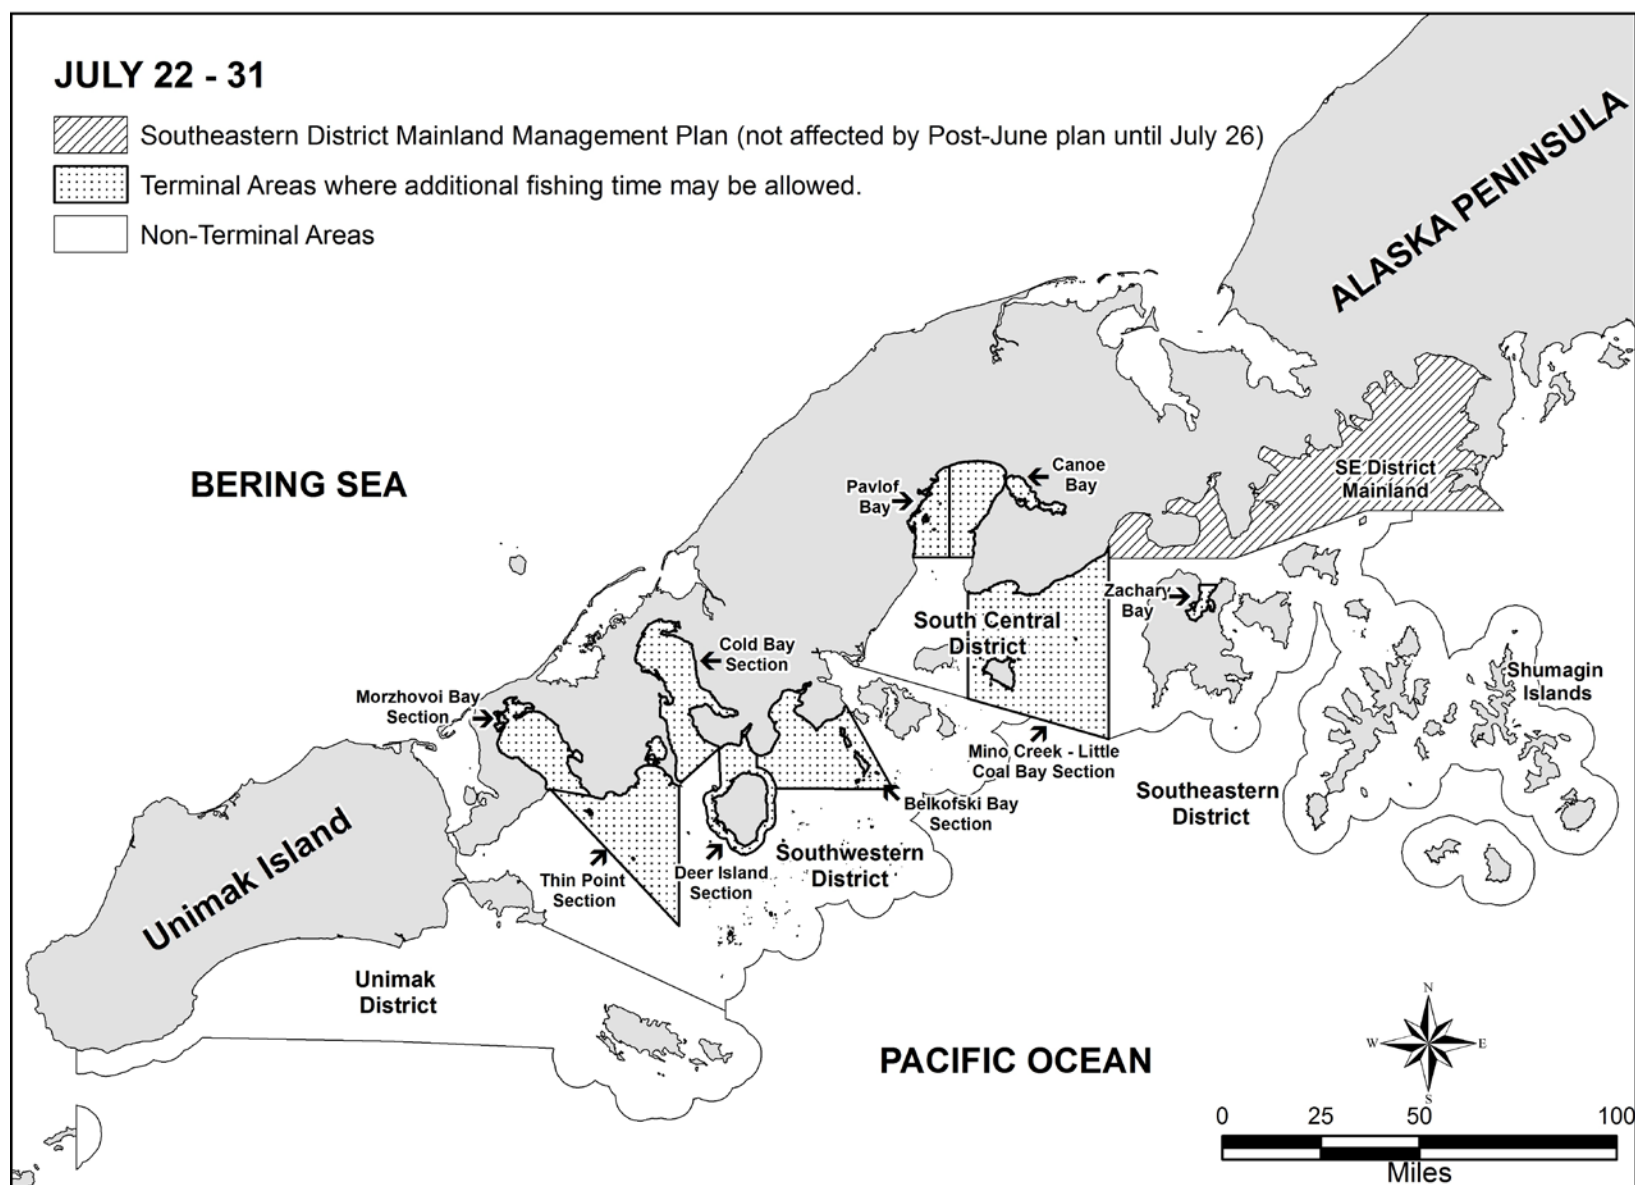 JULY 22 - 31
Southeastern District Mainland Management Plan (not affected by Post-June plan until July 26)
Terminal Areas where additional fishing time may be allowed.
Non-Terminal Areas
ALASKA PENINSULA
BERING SEA
SE District
Mainland
Canoe
Bay
Pavlof
Bay
Zachary
Bay
South Central
District
Cold Bay
Section
Shumagin
Islands
Morzhovoi Bay
Section
Mino Creek - Little
Coal Bay Section
Southeastern
District
Belkofski Bay
Section
Unimak Island
Southwestern
District
Deer Island
Section
Thin Point
Section
Unimak
District
PACIFIC OCEAN
N
W
E
S
0 25 50 100
Miles